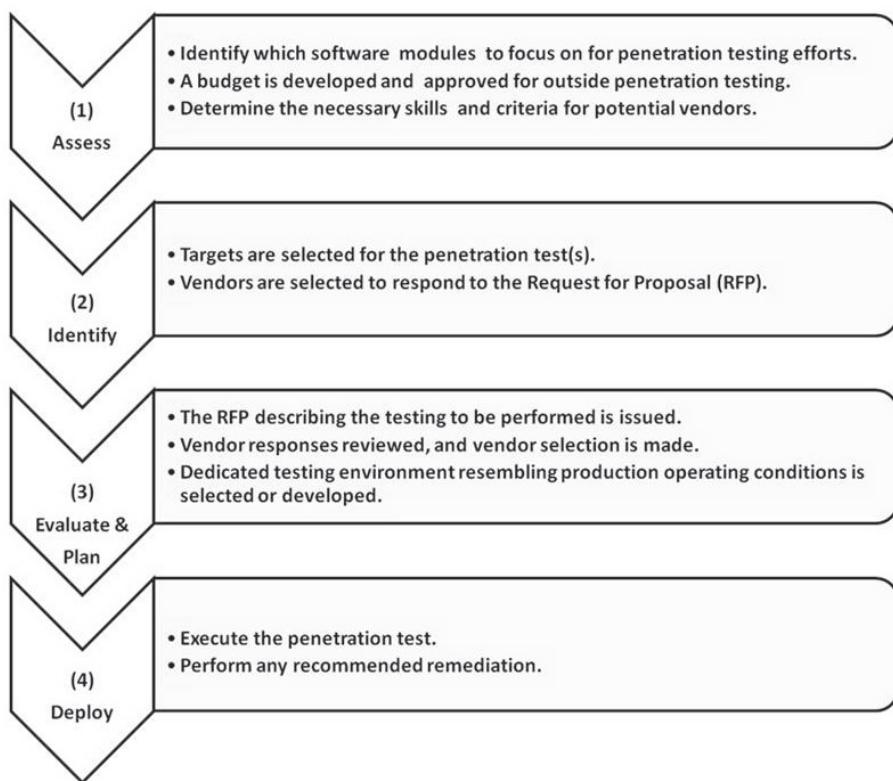 (1)
Assess
• Identify which software modules to focus on for penetration testing efforts.
• A budget is developed and approved for outside penetration testing.
• Determine the necessary skills and criteria for potential vendors.
(2)
Identify
• Targets are selected for the penetration test(s).
• Vendors are selected to respond to the Request for Proposal (RFP).
(3)
Evaluate &
Plan
• The RFP describing the testing to be performed is issued.
• Vendor responses reviewed, and vendor selection is made.
• Dedicated testing environment resembling production operating conditions is
selected or developed.
(4)
Deploy
• Execute the penetration test.
• Perform any recommended remediation.